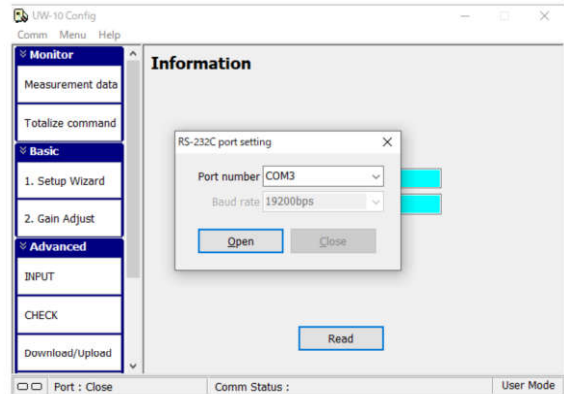 UW-10 Config
Comm Menu Help
Monitor
Measurement data
Totalize command
Basic
1. Setup Wizard
2. Gain Adjust
Advanced
INPUT
CHECK
Download/Upload
Information
RS-232C port setting
Port number COM3
Baud rate 19200bps
Open Close
Read
Port : Close Comm Status : User Mode